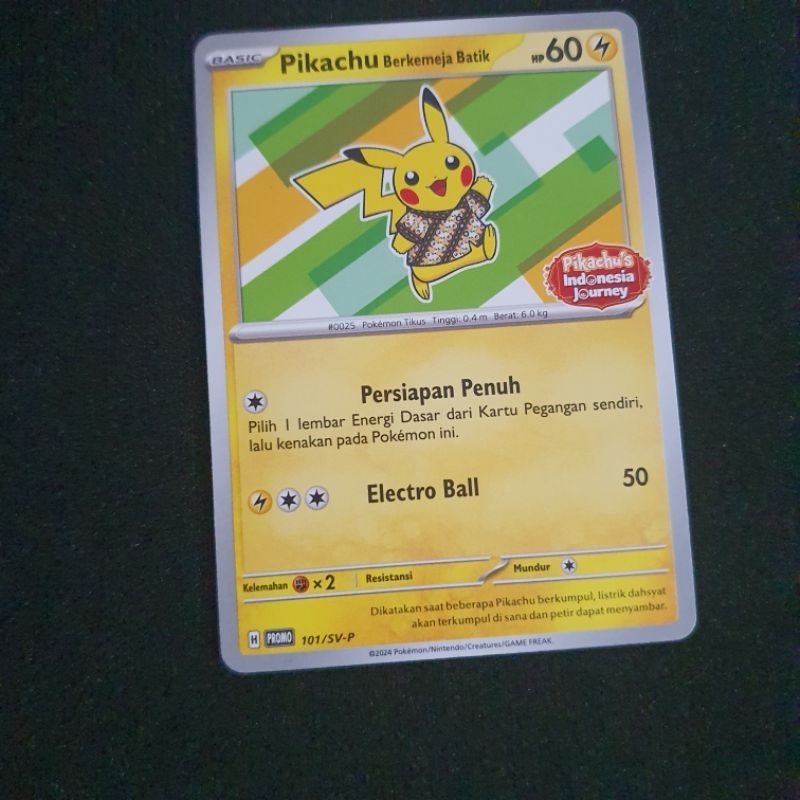 BASIC Pikachu Berkemeja Batik HP 60
Pikachu's
Indonesia
Journey
#0025 Pokémon Tikus Tinggi: 0.4 m Berat: 6.0 kg
Persiapan Penuh
Pilih 1 lembar Energi Dasar dari Kartu Pegangan sendiri,
lalu kenakan pada Pokémon ini.
Electro Ball 50
Kelemahan ×2 Resistansi Mundur
Dikatakan saat beberapa Pikachu berkumpul, listrik dahsyat
akan terkumpul di sana dan petir dapat menyambar.
H PROMO 101/SV-P
©2024 Pokémon/Nintendo/Creatures/GAME FREAK.